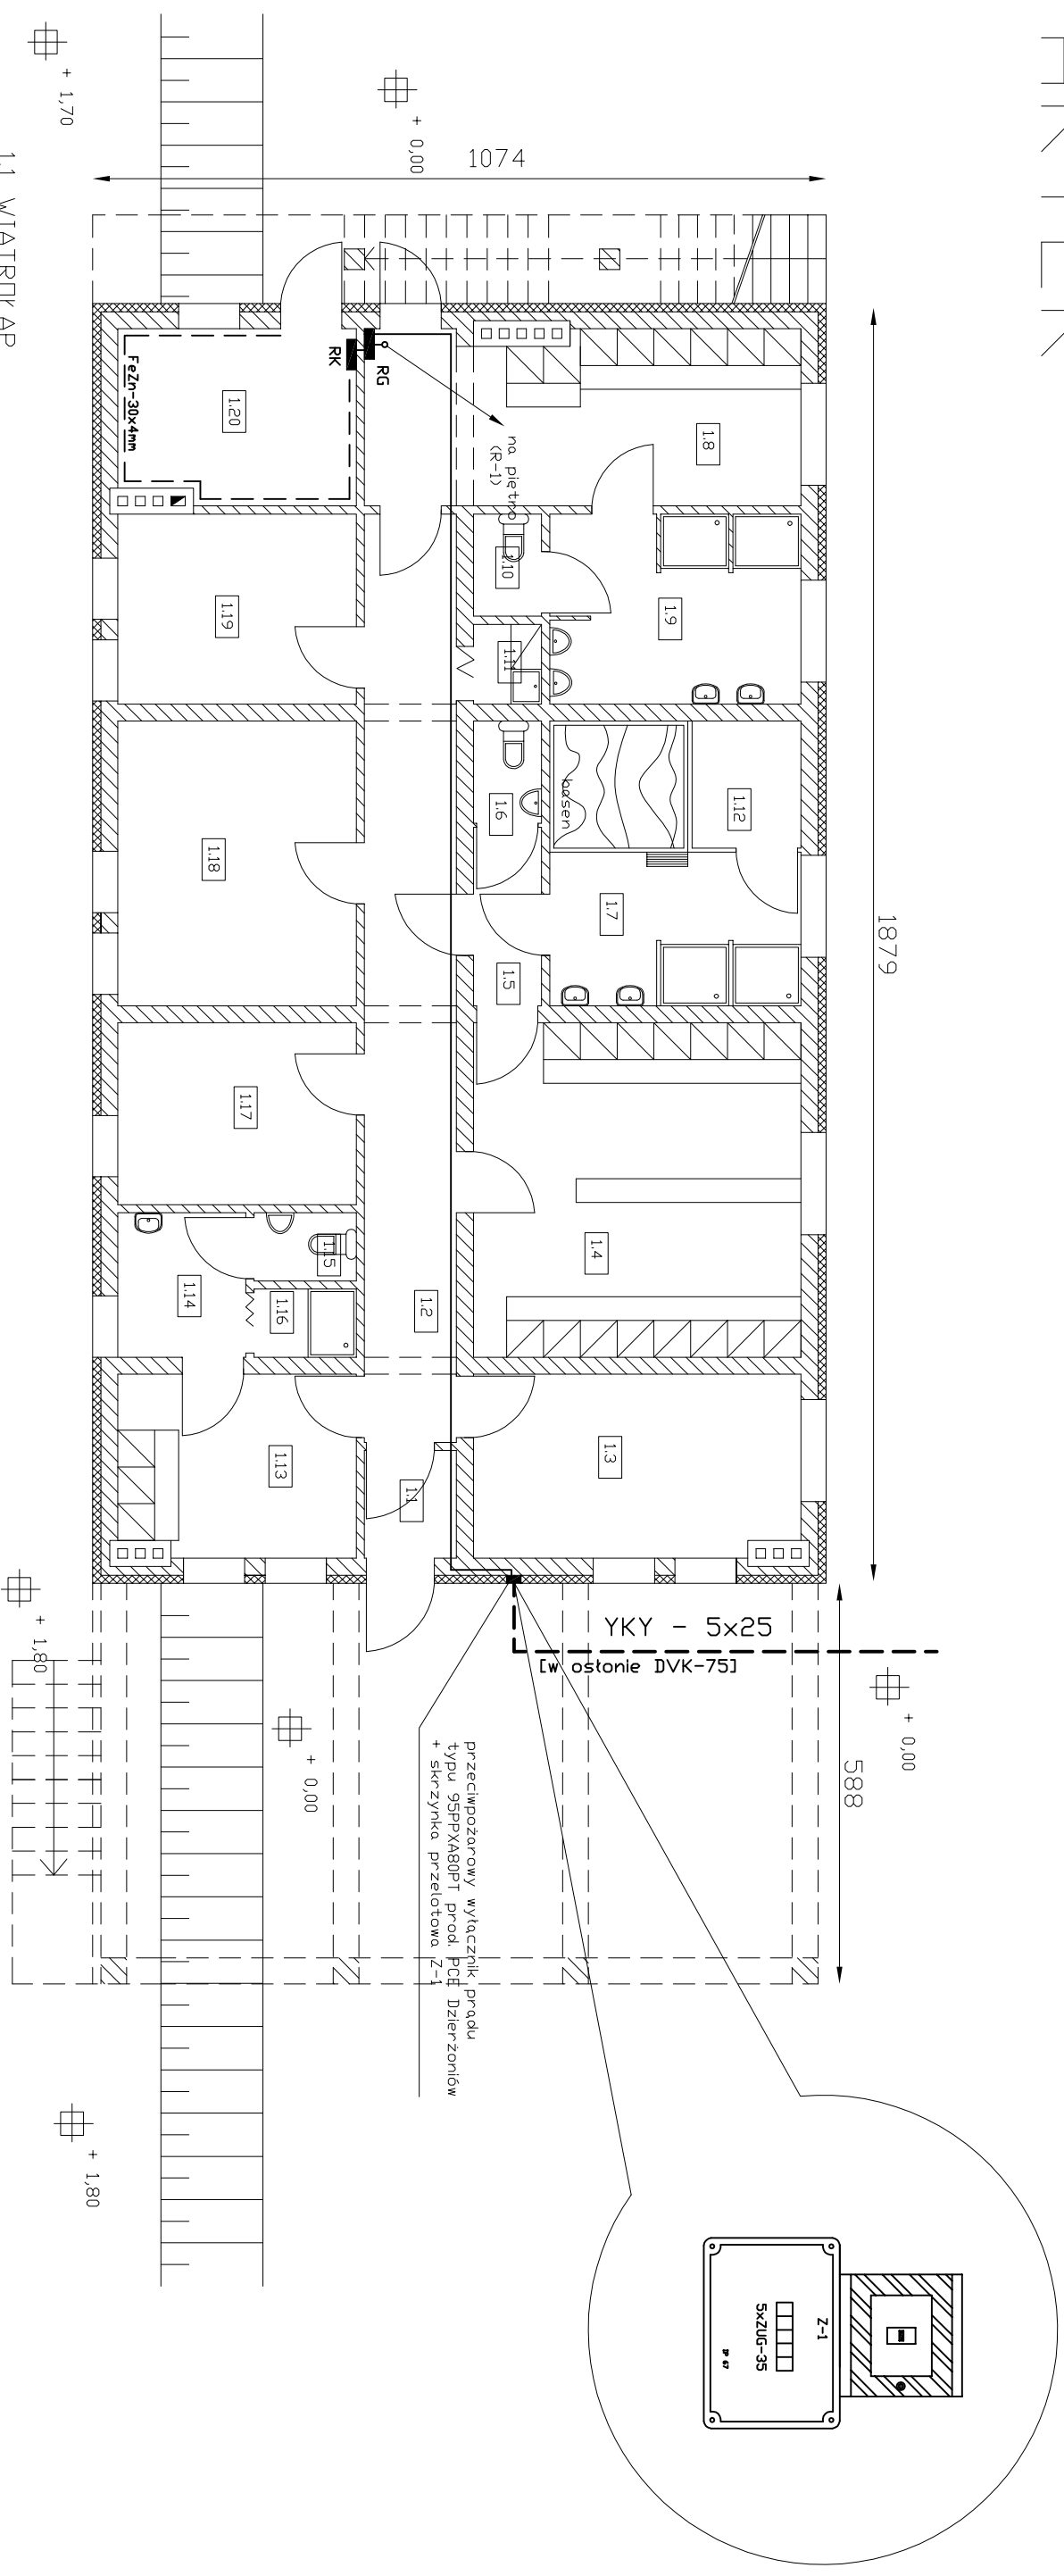 + 1,70
+ 0,00
1074
1.1 WIATROŁAP
FeZn-30x4mm
RK
RG
na piętro
(R-1)
1.20
1.8
1.10
1.9
1.19
1.11
1.12
1.6
basen
1.18
1.7
1.5
1879
1.17
1.4
1.15
1.14
1.16
1.2
1.13
1.3
1.1
YKY - 5x25
[w osłonie DVK-75]
+ 1,80
+ 0,00
+ 0,00
588
przeciwpożarowy wyłącznik prądu
typu 95PPXA80PT prod. PCE Dzierżoniów
+ skrzynka przelotowa Z-1
+ 1,80
Z-1
5xZUG-35
IP 67